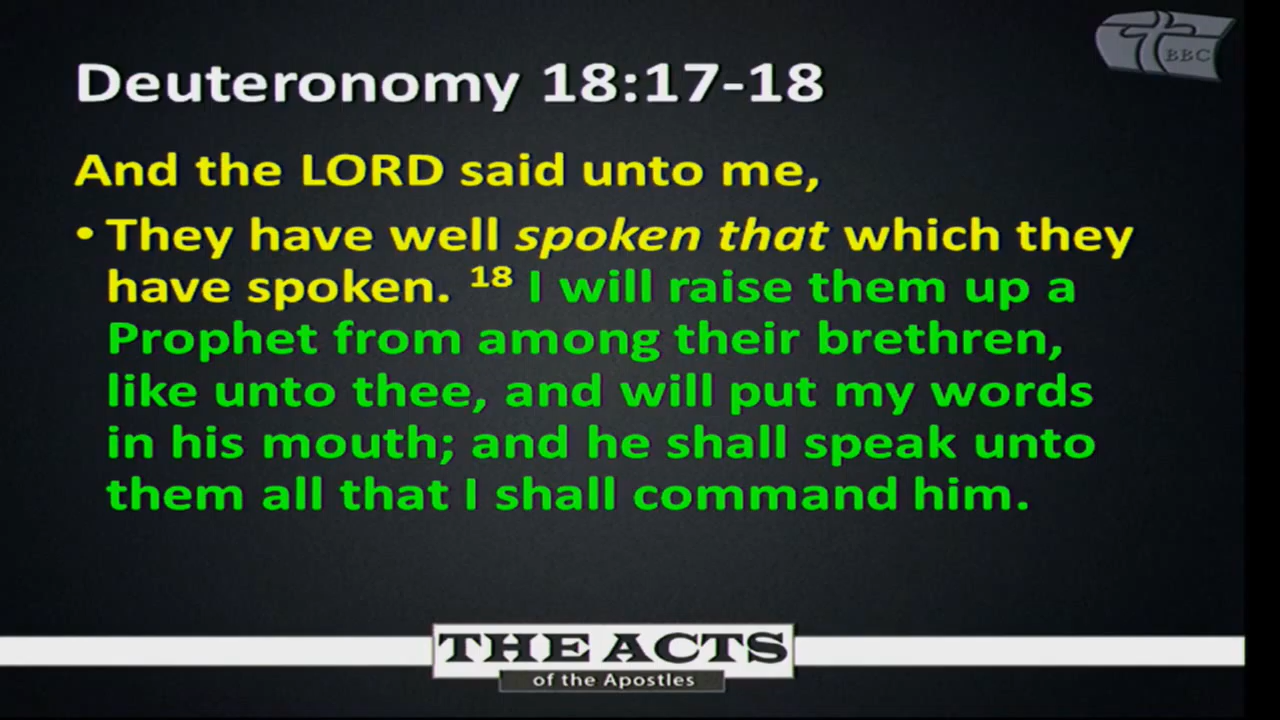 BBC
Deuteronomy 18:17-18
And the LORD said unto me,
• They have well spoken that which they
have spoken. 18 I will raise them up a
Prophet from among their brethren,
like unto thee, and will put my words
in his mouth; and he shall speak unto
them all that I shall command him.
THE ACTS
of the Apostles